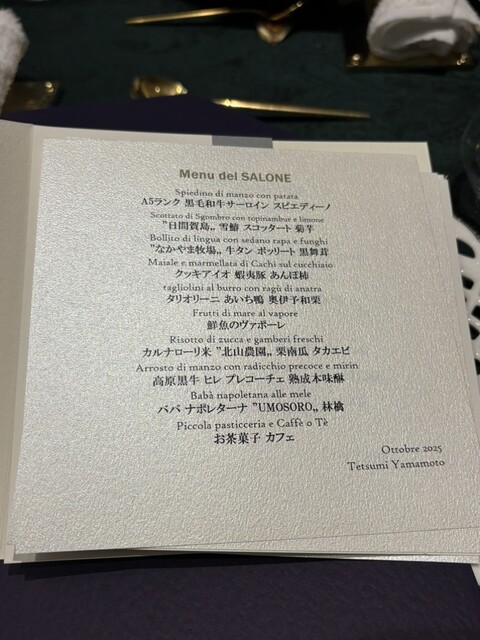 Menu del SALONE
Spiedino di manzo con patata
A5ランク 黒毛和牛サーロイン スピエディーノ
Scottato di Sgombro con topinambur e limone
”日間賀島„ 雪鰆 スコッタート 菊芋
Bollito di lingua con sedano rapa e funghi
”なかやま牧場„ 牛タン ボッリート 黒舞茸
Maiale e marmellata di Cachi sul cucchiaio
クッキアイオ 蝦夷豚 あんぽ柿
tagliolini al burro con ragù di anatra
タリオリーニ あいち鴨 奥伊予和栗
Frutti di mare al vapore
鮮魚のヴァポーレ
Risotto di zucca e gamberi freschi
カルナローリ米 ”北山農園„ 栗南瓜 タカエビ
Arrosto di manzo con radicchio precoce e mirin
高原黒牛 ヒレ プレコーチェ 熟成本味醂
Babà napoletana alle mele
ババ ナポレターナ ”UMOSORO„ 林檎
Piccola pasticceria e Caffè o Tè
お茶菓子 カフェ
Ottobre 2025
Tetsumi Yamamoto